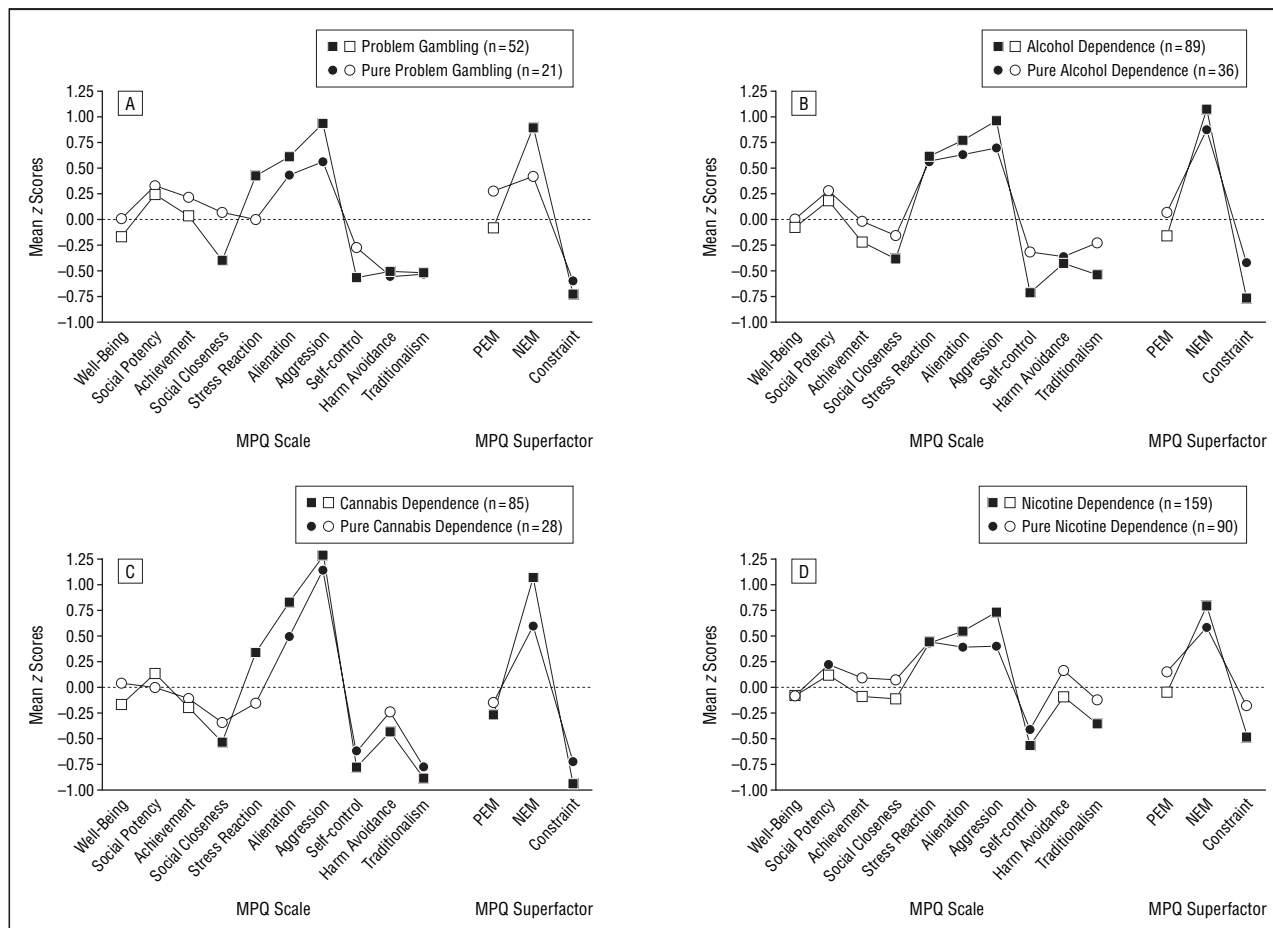 ■ □ Problem Gambling (n=52)
● ○ Pure Problem Gambling (n=21)
A
1.25
1.00
0.75
0.50
0.25
0.00
–0.25
–0.50
–0.75
–1.00
Mean z Scores
Well-Being
Social Potency
Achievement
Social Closeness
Stress Reaction
Alienation
Aggression
Self-control
Harm Avoidance
Traditionalism
PEM
NEM
Constraint
MPQ Scale
MPQ Superfactor
■ □ Alcohol Dependence (n=89)
● ○ Pure Alcohol Dependence (n=36)
B
1.25
1.00
0.75
0.50
0.25
0.00
–0.25
–0.50
–0.75
–1.00
Mean z Scores
Well-Being
Social Potency
Achievement
Social Closeness
Stress Reaction
Alienation
Aggression
Self-control
Harm Avoidance
Traditionalism
PEM
NEM
Constraint
MPQ Scale
MPQ Superfactor
■ □ Cannabis Dependence (n=85)
● ○ Pure Cannabis Dependence (n=28)
C
1.25
1.00
0.75
0.50
0.25
0.00
–0.25
–0.50
–0.75
–1.00
Mean z Scores
Well-Being
Social Potency
Achievement
Social Closeness
Stress Reaction
Alienation
Aggression
Self-control
Harm Avoidance
Traditionalism
PEM
NEM
Constraint
MPQ Scale
MPQ Superfactor
■ □ Nicotine Dependence (n=159)
● ○ Pure Nicotine Dependence (n=90)
D
1.25
1.00
0.75
0.50
0.25
0.00
–0.25
–0.50
–0.75
–1.00
Mean z Scores
Well-Being
Social Potency
Achievement
Social Closeness
Stress Reaction
Alienation
Aggression
Self-control
Harm Avoidance
Traditionalism
PEM
NEM
Constraint
MPQ Scale
MPQ Superfactor